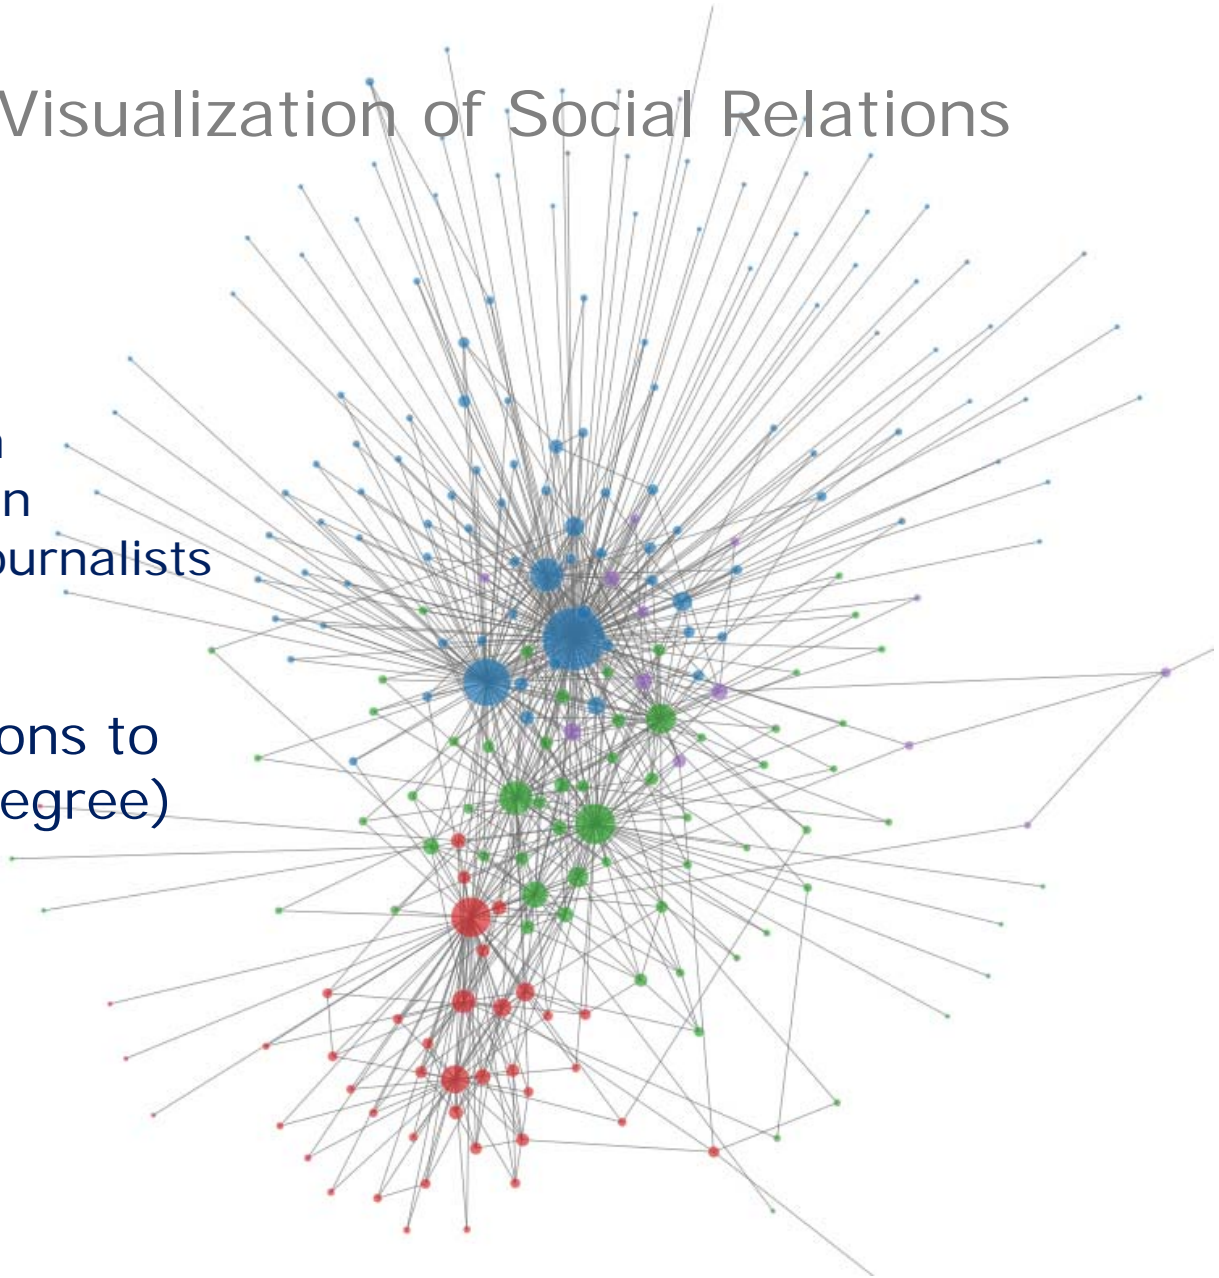 Visualization of Social Relations
n
ournalists
ons to
egree)